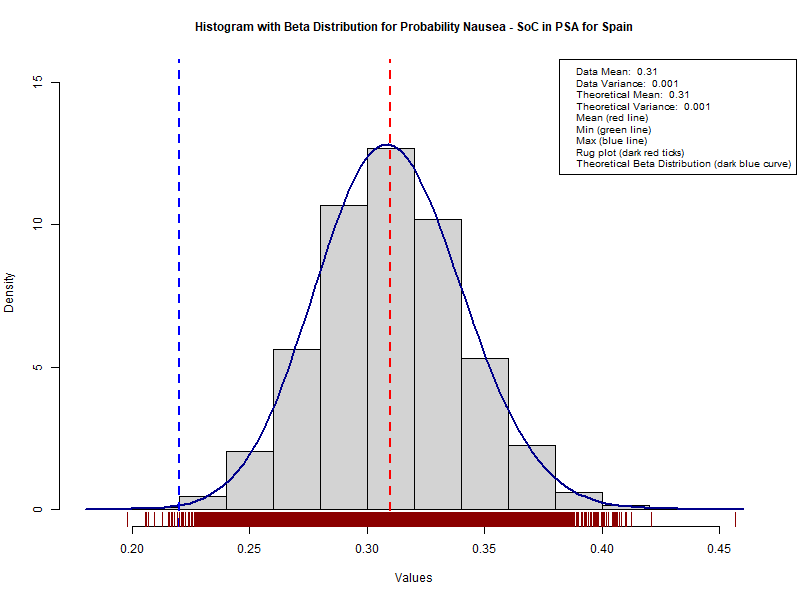 Histogram with Beta Distribution for Probability Nausea - SoC in PSA for Spain
Data Mean: 0.31
Data Variance: 0.001
Theoretical Mean: 0.31
Theoretical Variance: 0.001
Mean (red line)
Min (green line)
Max (blue line)
Rug plot (dark red ticks)
Theoretical Beta Distribution (dark blue curve)
Density
15
10
5
0
0.20 0.25 0.30 0.35 0.40 0.45
Values